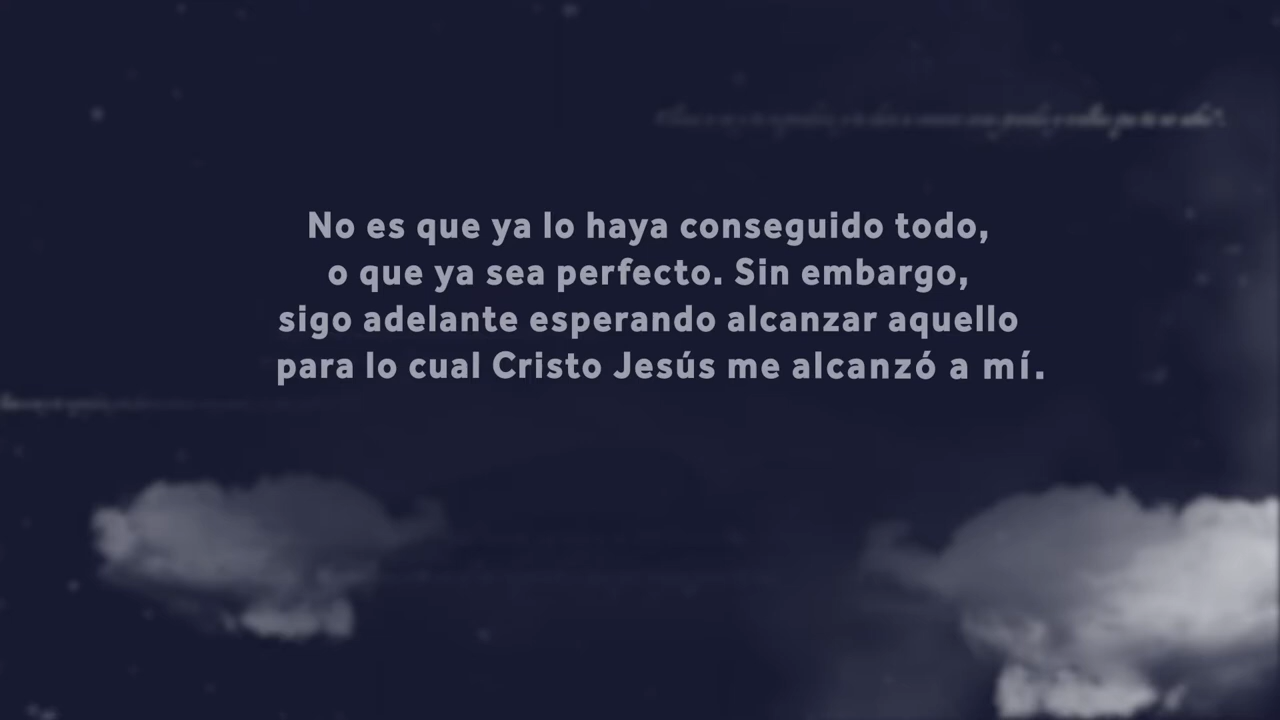 No es que ya lo haya conseguido todo,
o que ya sea perfecto. Sin embargo,
sigo adelante esperando alcanzar aquello
para lo cual Cristo Jesús me alcanzó a mí.